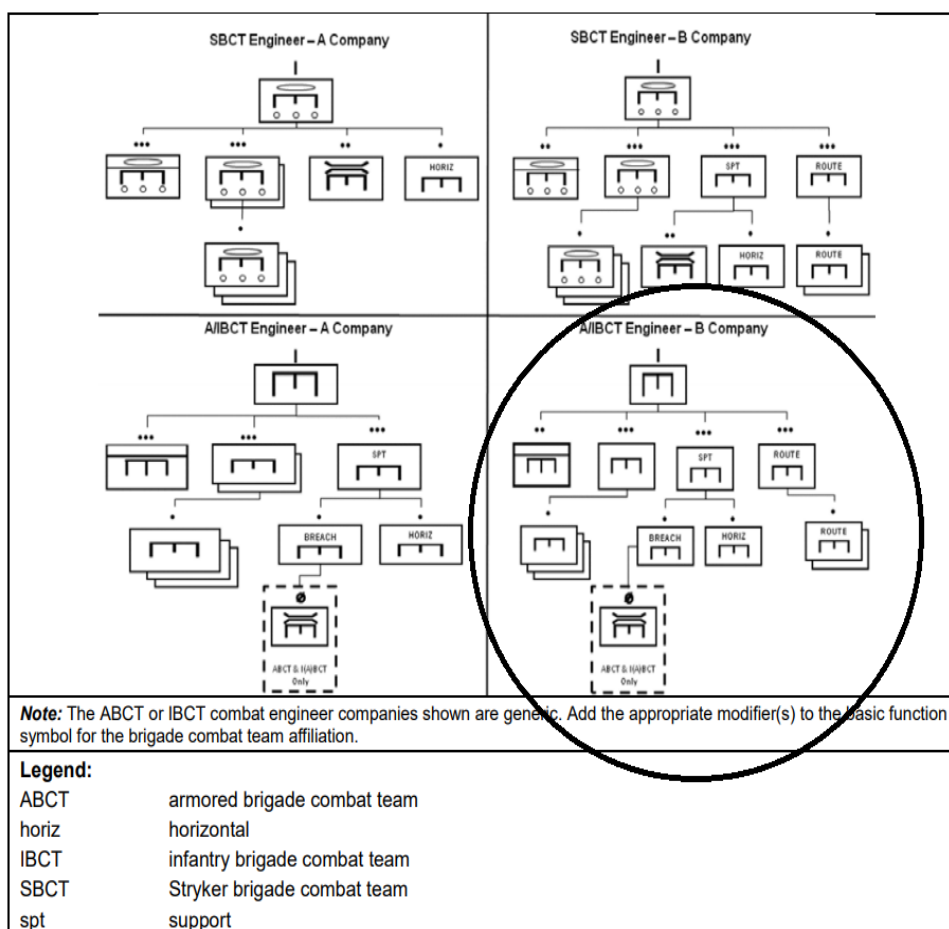 SBCT Engineer – A Company
HORIZ
SBCT Engineer – B Company
SPT
ROUTE
HORIZ
ROUTE
A/IBCT Engineer – A Company
SPT
BREACH
HORIZ
ABCT & I(A)BCT
Only
A/IBCT Engineer – B Company
SPT
ROUTE
BREACH
HORIZ
ROUTE
ABCT & I(A)BCT
Only
Note: The ABCT or IBCT combat engineer companies shown are generic. Add the appropriate modifier(s) to the basic function
symbol for the brigade combat team affiliation.
Legend:
ABCT armored brigade combat team
horiz horizontal
IBCT infantry brigade combat team
SBCT Stryker brigade combat team
spt support